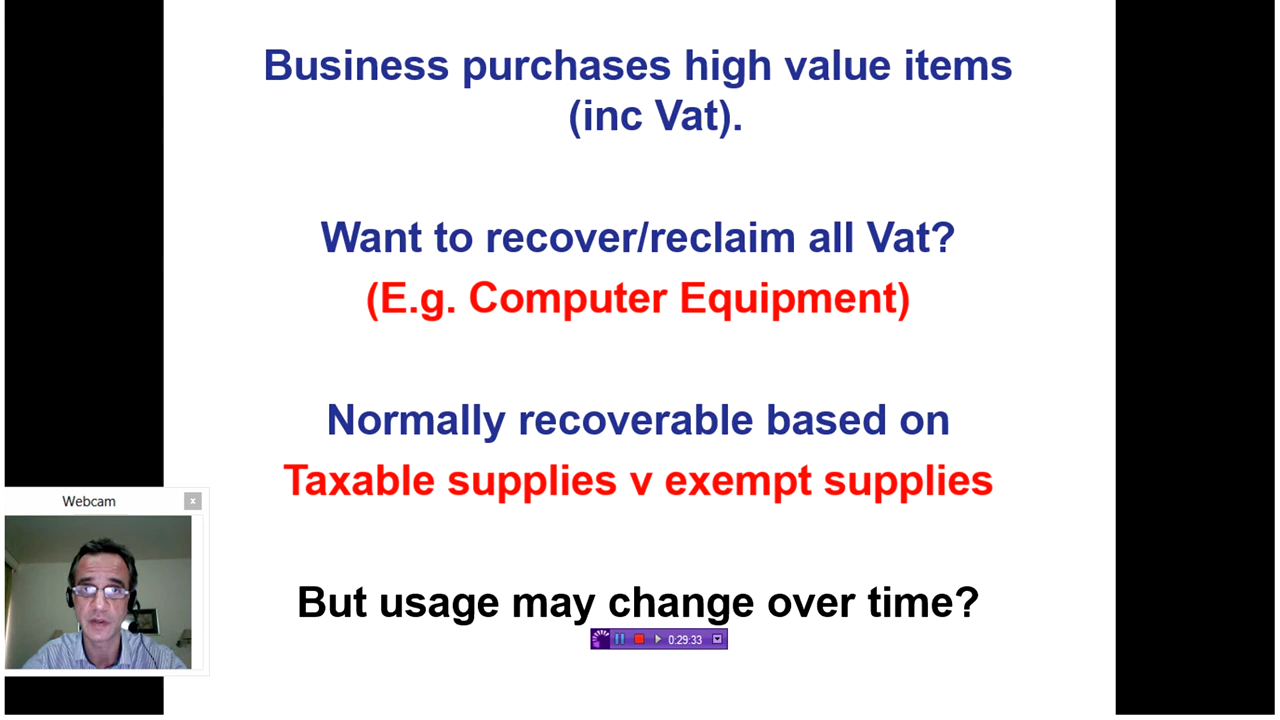 Business purchases high value items
(inc Vat).
Want to recover/reclaim all Vat?
(E.g. Computer Equipment)
Normally recoverable based on
Taxable supplies v exempt supplies
But usage may change over time?
Webcam
x
0:29:33